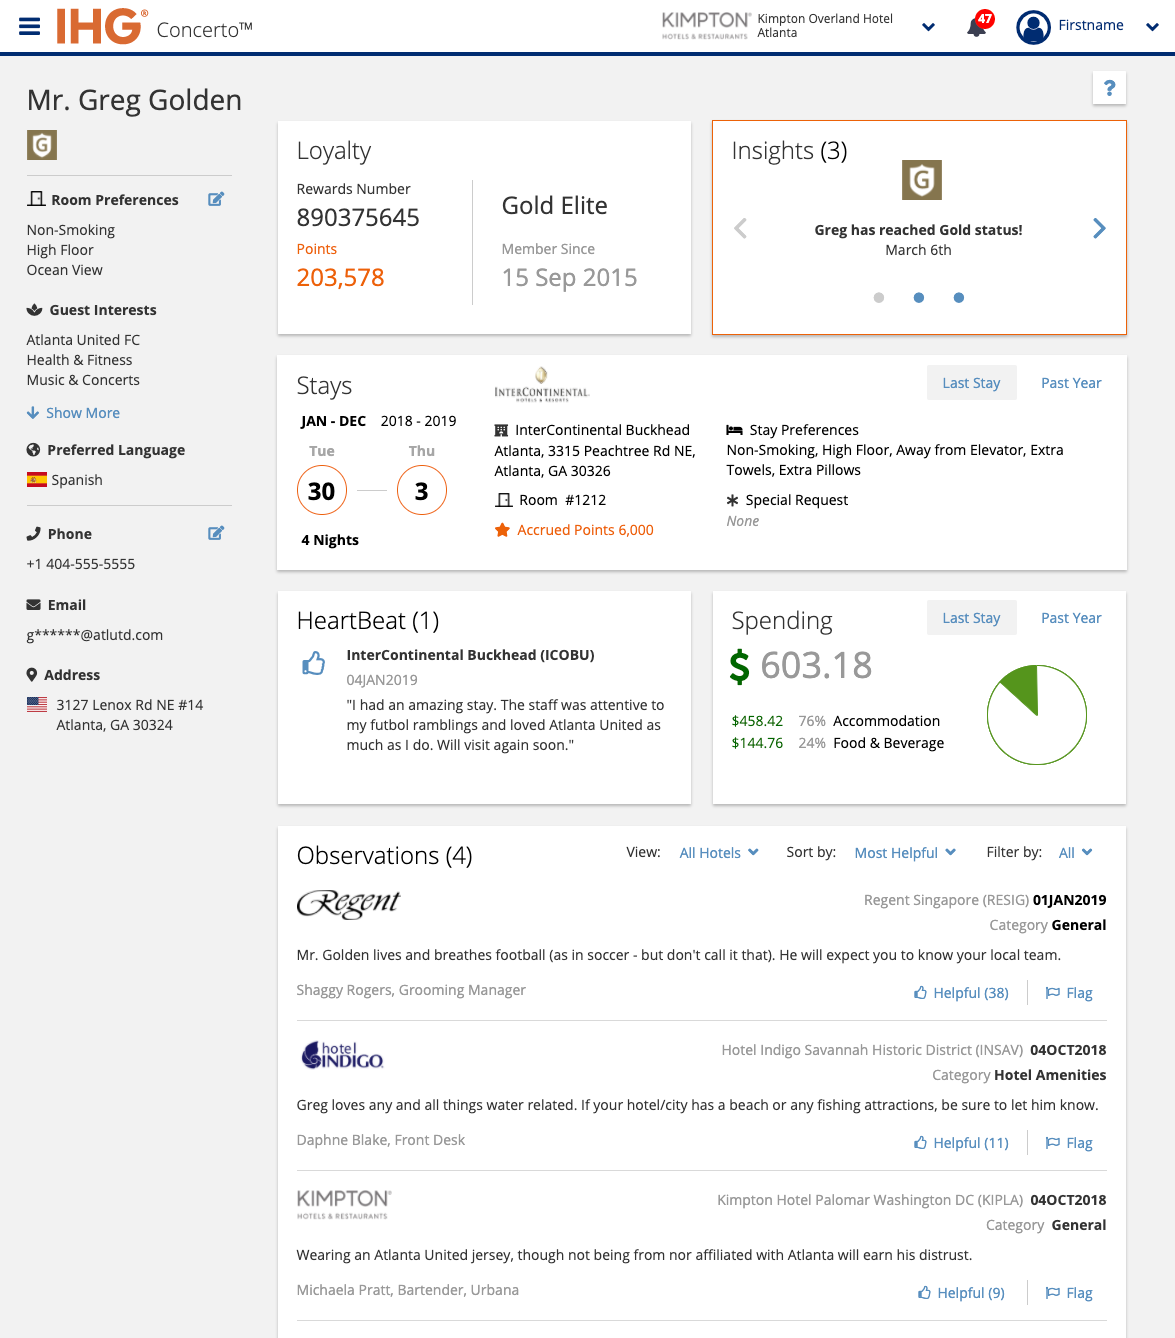 IHG® Concerto™
KIMPTON®
HOTELS & RESTAURANTS
Kimpton Overland Hotel
Atlanta
47
Firstname
?
Mr. Greg Golden
G
Room Preferences
Non-Smoking
High Floor
Ocean View
Guest Interests
Atlanta United FC
Health & Fitness
Music & Concerts
Show More
Preferred Language
Spanish
Phone
+1 404-555-5555
Email
g******@atlutd.com
Address
3127 Lenox Rd NE #14
Atlanta, GA 30324
Loyalty
Rewards Number
890375645
Points
203,578
Gold Elite
Member Since
15 Sep 2015
Insights (3)
G
Greg has reached Gold status!
March 6th
Stays
JAN - DEC 2018 - 2019
Tue Thu
30 3
4 Nights
INTERCONTINENTAL
HOTELS & RESORTS
InterContinental Buckhead
Atlanta, 3315 Peachtree Rd NE,
Atlanta, GA 30326
Room #1212
Accrued Points 6,000
Last Stay Past Year
Stay Preferences
Non-Smoking, High Floor, Away from Elevator, Extra
Towels, Extra Pillows
Special Request
None
HeartBeat (1)
InterContinental Buckhead (ICOBU)
04JAN2019
"I had an amazing stay. The staff was attentive to
my futbol ramblings and loved Atlanta United as
much as I do. Will visit again soon."
Spending
Last Stay Past Year
$ 603.18
$458.42 76% Accommodation
$144.76 24% Food & Beverage
Observations (4)
View: All Hotels Sort by: Most Helpful Filter by: All
Regent
Regent Singapore (RESIG) 01JAN2019
Category General
Mr. Golden lives and breathes football (as in soccer - but don't call it that). He will expect you to know your local team.
Shaggy Rogers, Grooming Manager
Helpful (38) Flag
hotel
INDIGO
Hotel Indigo Savannah Historic District (INSAV) 04OCT2018
Category Hotel Amenities
Greg loves any and all things water related. If your hotel/city has a beach or any fishing attractions, be sure to let him know.
Daphne Blake, Front Desk
Helpful (11) Flag
KIMPTON®
HOTELS & RESTAURANTS
Kimpton Hotel Palomar Washington DC (KIPLA) 04OCT2018
Category General
Wearing an Atlanta United jersey, though not being from nor affiliated with Atlanta will earn his distrust.
Michaela Pratt, Bartender, Urbana
Helpful (9) Flag